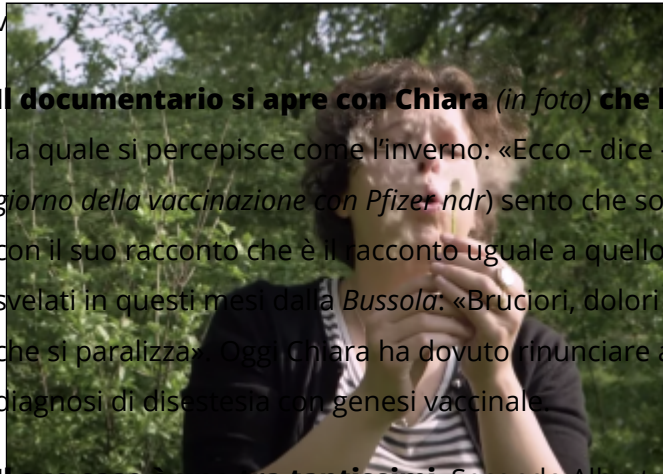 Il documentario si apre con Chiara (in foto) che
la quale si percepisce come l'inverno: «Ecco – dice
giorno della vaccinazione con Pfizer ndr) sento che so
con il suo racconto che è il racconto uguale a quello
svelati in questi mesi dalla Bussola: «Bruciori, dolori
che si paralizza». Oggi Chiara ha dovuto rinunciare a
diagnosi di disestesia con genesi vaccinale.
tantissimi.